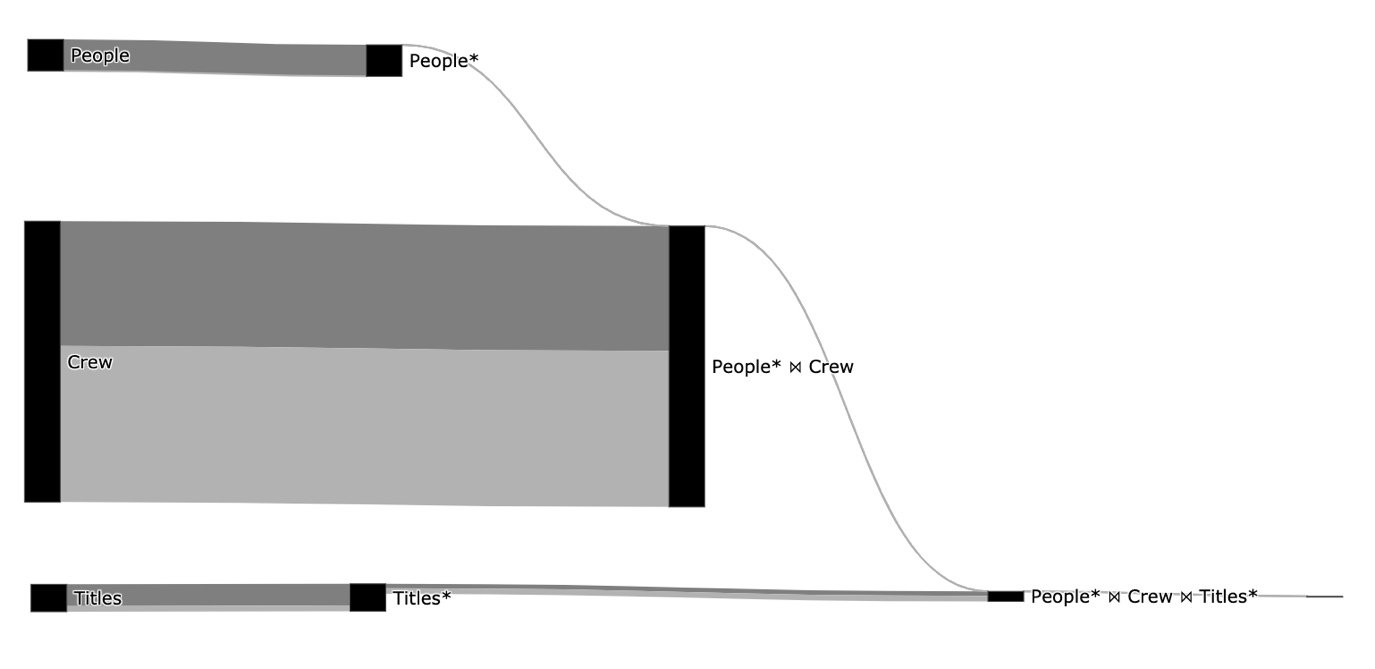 People
People*
Crew
People* ⋈ Crew
Titles
Titles*
People* ⋈ Crew ⋈ Titles*